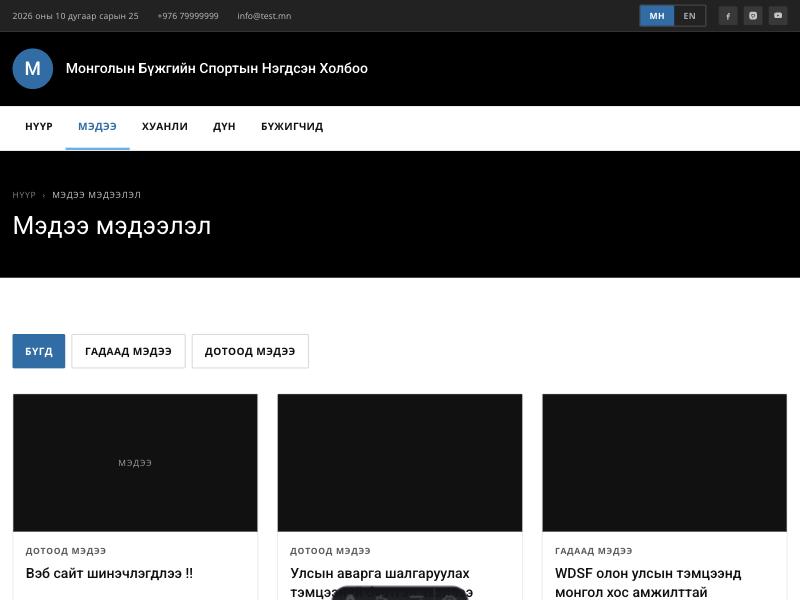 2026 оны 10 дугаар сарын 25
+976 79999999
info@test.mn
МН
EN
М
Монголын Бүжгийн Спортын Нэгдсэн Холбоо
НҮҮР
МЭДЭЭ
ХУАНЛИ
ДҮН
БҮЖИГЧИД
НҮҮР › МЭДЭЭ МЭДЭЭЛЭЛ
Мэдээ мэдээлэл
БҮГД
ГАДААД МЭДЭЭ
ДОТООД МЭДЭЭ
МЭДЭЭ
ДОТООД МЭДЭЭ
Вэб сайт шинэчлэгдлээ !!
ДОТООД МЭДЭЭ
Улсын аварга шалгаруулах
ГАДААД МЭДЭЭ
WDSF олон улсын тэмцээнд
монгол хос амжилттай